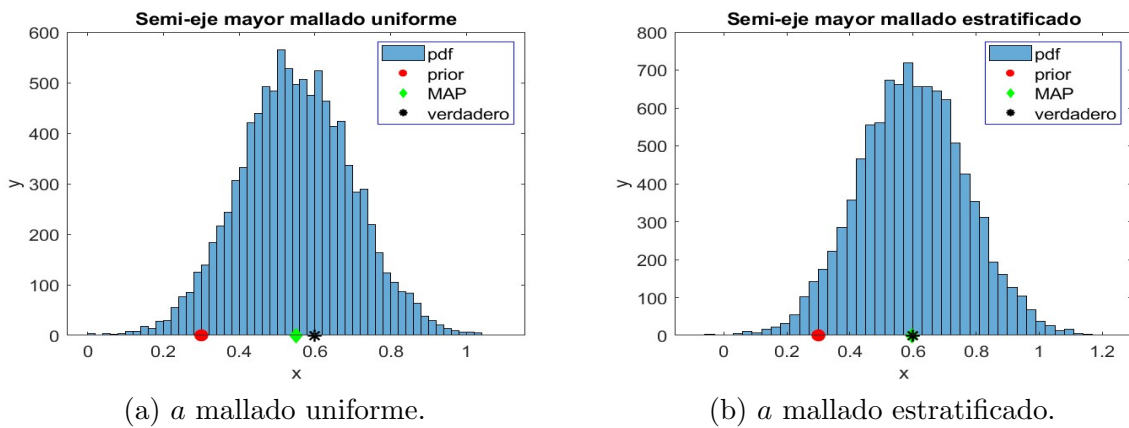 Semi-eje mayor mallado uniforme
600
500
400
300
200
100
0
y
0 0.2 0.4 0.6 0.8 1
x
pdf
prior
MAP
verdadero
(a) a mallado uniforme.
Semi-eje mayor mallado estratificado
800
700
600
500
400
300
200
100
0
y
0 0.2 0.4 0.6 0.8 1 1.2
x
pdf
prior
MAP
verdadero
(b) a mallado estratificado.